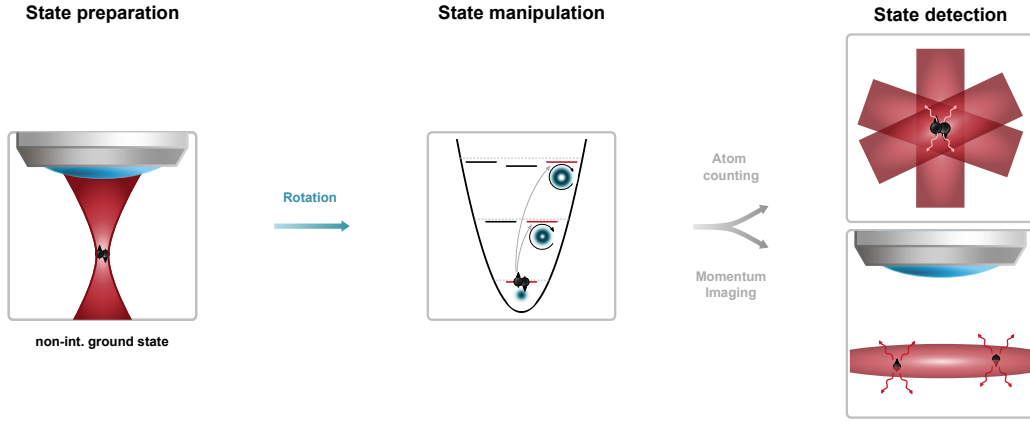 State preparation
State manipulation
State detection
Rotation
Atom
counting
Momentum
Imaging
non-int. ground state